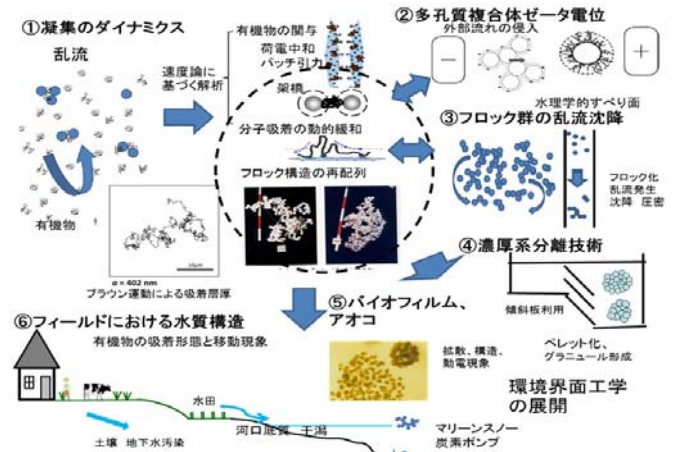 ①凝集のダイナミクス
乱流
有機物
速度論に
基づく解析
有機物の関与
荷電中和
パッチ引力
架橋
分子吸着の動的緩和
フロック構造の再配列
a = 402 nm
ブラウン運動による吸着層厚
②多孔質複合体ゼータ電位
外部流れの侵入
水理学的すべり面
③フロック群の乱流沈降
フロック化
乱流発生
沈降 圧密
④濃厚系分離技術
傾斜板利用
ペレット化、
グラニュール形成
⑤バイオフィルム、
アオコ
拡散、構造、
動電現象
環境界面工学
の展開
⑥フィールドにおける水質構造
有機物の吸着形態と移動現象
水田
土壌 地下水汚染
河口底質 干潟
マリーンスノー
炭素ポンプ